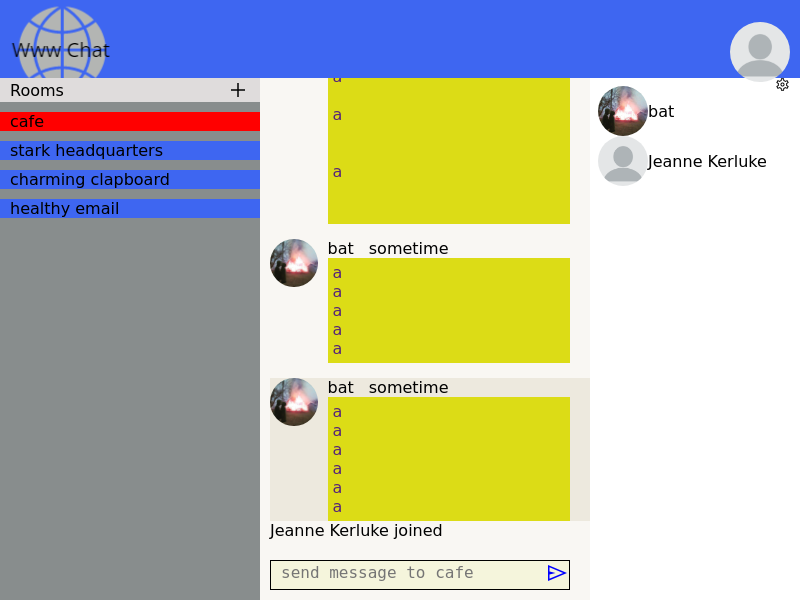 Www Chat
Rooms
cafe
stark headquarters
charming clapboard
healthy email
a
a
a
bat sometime
a
a
a
a
a
bat sometime
a
a
a
a
a
a
Jeanne Kerluke joined
send message to cafe
bat
Jeanne Kerluke